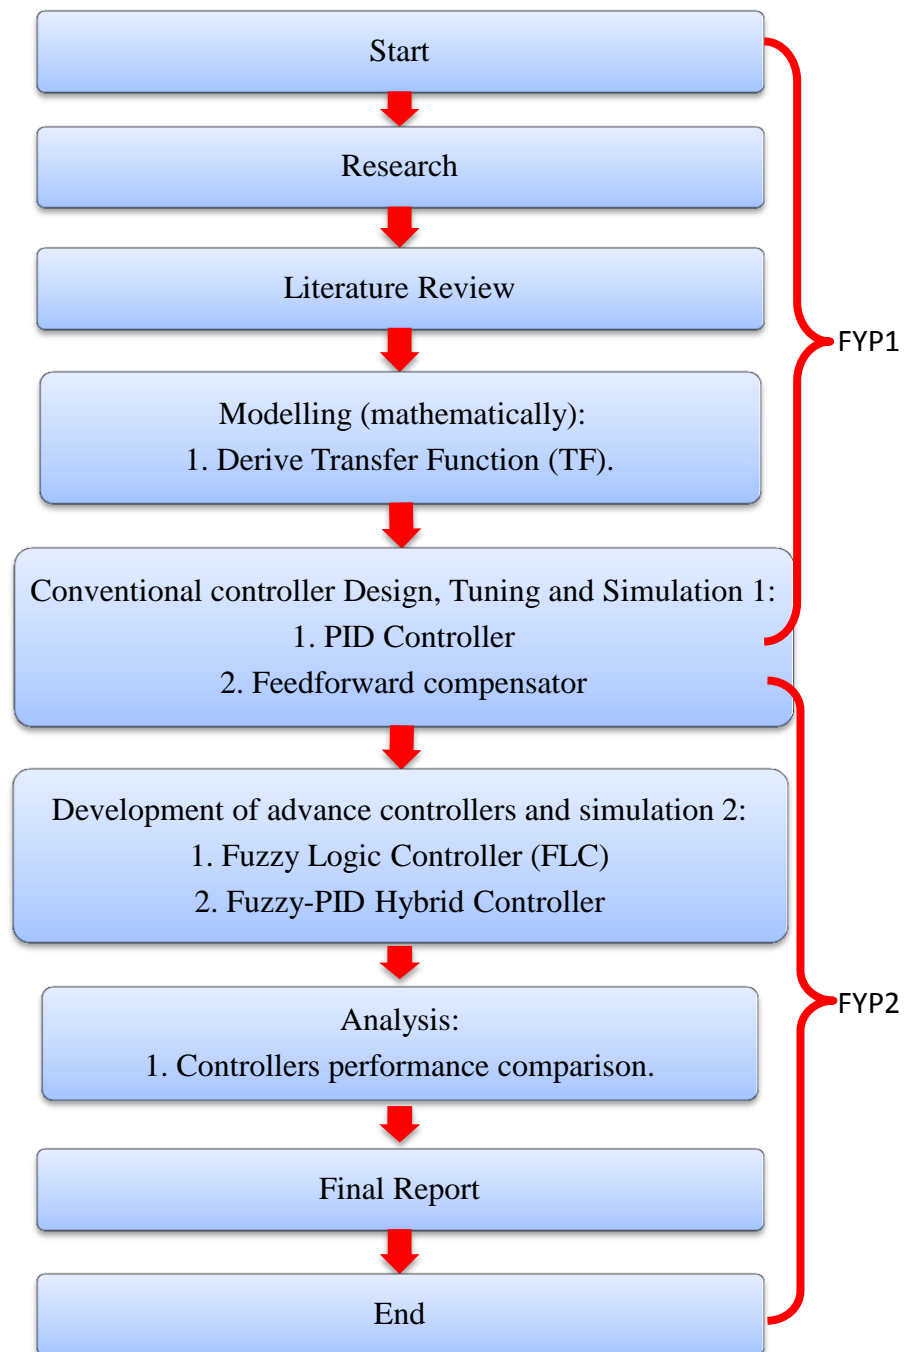 Start
Research
Literature Review
FYP1
Modelling (mathematically):
1. Derive Transfer Function (TF).
Conventional controller Design, Tuning and Simulation 1:
1. PID Controller
2. Feedforward compensator
Development of advance controllers and simulation 2:
1. Fuzzy Logic Controller (FLC)
2. Fuzzy-PID Hybrid Controller
FYP2
Analysis:
1. Controllers performance comparison.
Final Report
End